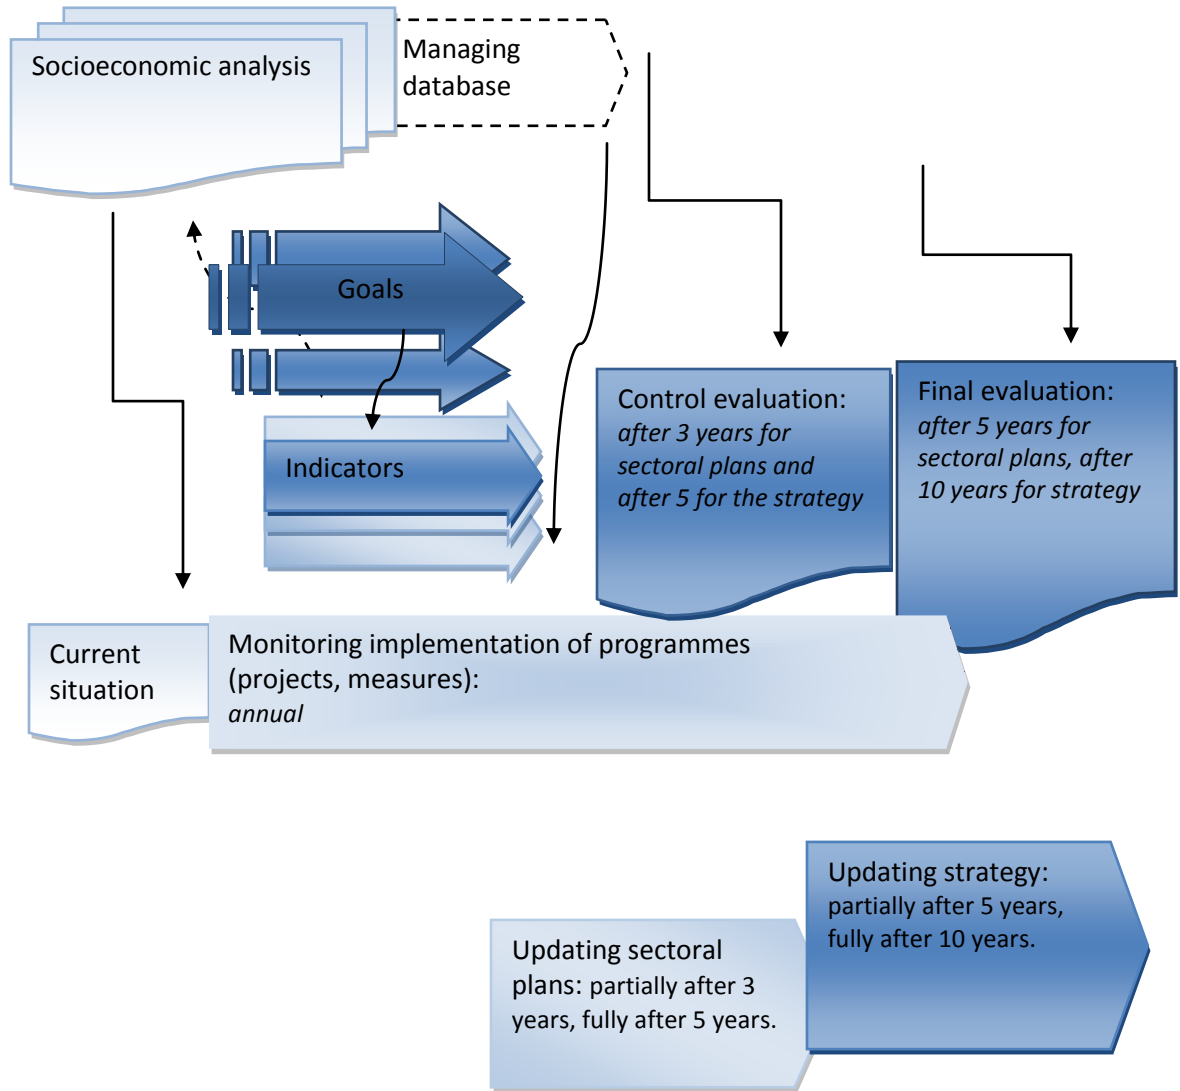 Socioeconomic analysis
Managing
database
Goals
Indicators
Control evaluation:
after 3 years for
sectoral plans and
after 5 for the strategy
Final evaluation:
after 5 years for
sectoral plans, after
10 years for strategy
Current
situation
Monitoring implementation of programmes
(projects, measures):
annual
Updating strategy:
partially after 5 years,
fully after 10 years.
Updating sectoral
plans: partially after 3
years, fully after 5 years.